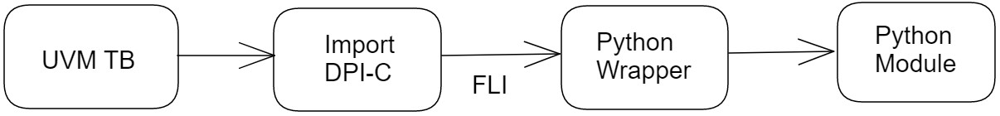 UVM TB
Import
DPI-C
FLI
Python
Wrapper
Python
Module